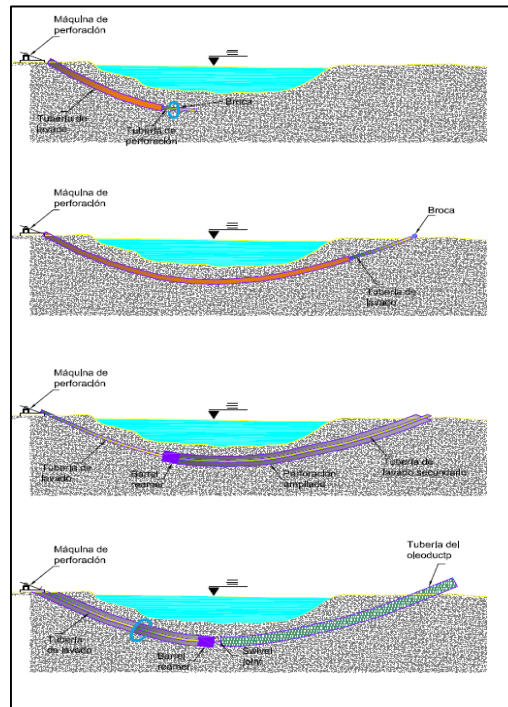 Máquina de
perforación
Broca
Tubería de
lavado
Tubería de
perforación
Máquina de
perforación
Broca
Tubería de
lavado
Máquina de
perforación
Tubería de
lavado
Barrel
reamer
Perforación
ampliada
Tubería de
lavado secundario
Tubería del
oleoducto
Máquina de
perforación
Tubería
de lavado
Barrel
reamer
Swivel
joint